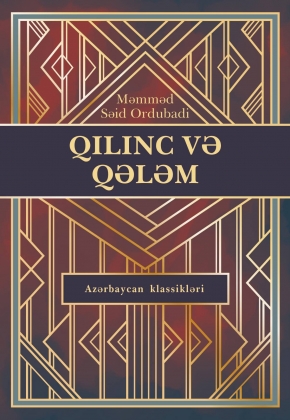 Məmməd
Səid Ordubadi
QILINC VƏ
QƏLƏM
Azərbaycan klassikləri